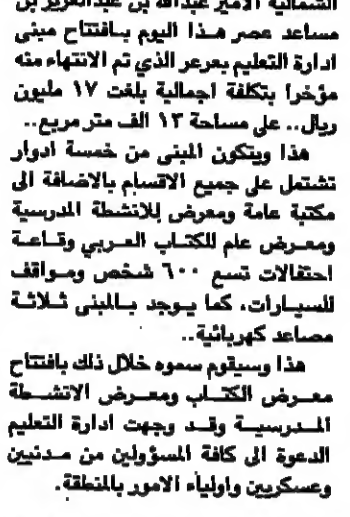 الشمالية الأمير عبدالله بن عبدالعزيز بن
مساعد عصر هذا اليوم بافتتاح مبنى
ادارة التعليم بعرعر الذي تم الانتهاء منه
مؤخرا بتكلفة اجمالية بلغت ١٧ مليون
ريال.. على مساحة ١٣ الف متر مربع..
هذا ويتكون المبنى من خمسة ادوار
تشتمل على جميع الاقسام بالاضافة الى
مكتبة عامة ومعرض للانشطة المدرسية
ومعرض عام للكتاب العربي وقاعة
احتفالات تسع ٦٠٠ شخص ومواقف
للسيارات، كما يوجد بالمبنى ثلاثة
مصاعد كهربائية..
هذا وسيقوم سموه خلال ذلك بافتتاح
معرض الكتاب ومعرض الانشطة
المدرسية وقد وجهت ادارة التعليم
الدعوة الى كافة المسؤولين من مدنيين
وعسكريين واولياء الامور بالمنطقة.